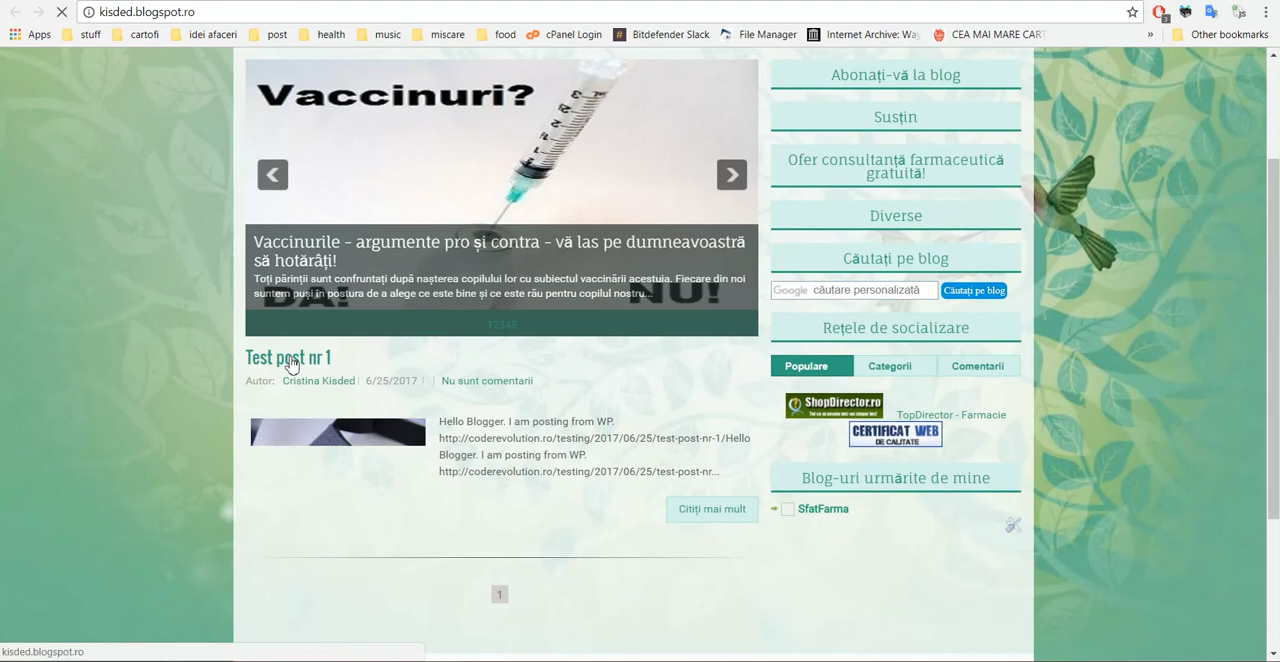 kisded.blogspot.ro
3
Apps
stuff
cartofi
idei afaceri
post
health
music
miscare
food
cPanel Login
Bitdefender Slack
File Manager
Internet Archive: Way
CEA MAI MARE CART
»
Other bookmarks
Vaccinuri?
Vaccinurile - argumente pro și contra - vă las pe dumneavoastră
să hotărâți!
Toți părinții sunt confruntați după nașterea copilului lor cu subiectul vaccinării acestuia. Fiecare din noi
suntem puși în postura de a alege ce este bine și ce este rău pentru copilul nostru...
DA!
NU!
12345
Test post nr 1
Autor: Cristina Kisded 6/25/2017 Nu sunt comentarii
Hello Blogger. I am posting from WP.
http://coderevolution.ro/testing/2017/06/25/test-post-nr-1/Hello
Blogger. I am posting from WP.
http://coderevolution.ro/testing/2017/06/25/test-post-nr...
Citiți mai mult
1
Abonați-vă la blog
Susțin
Ofer consultanță farmaceutică
gratuită!
Diverse
Căutați pe blog
Google căutare personalizată
Căutați pe blog
Rețele de socializare
Populare
Categorii
Comentarii
ShopDirector.ro
TopDirector - Farmacie
CERTIFICAT WEB
DE CALITATE
Blog-uri urmărite de mine
SfatFarma
kisded.blogspot.ro